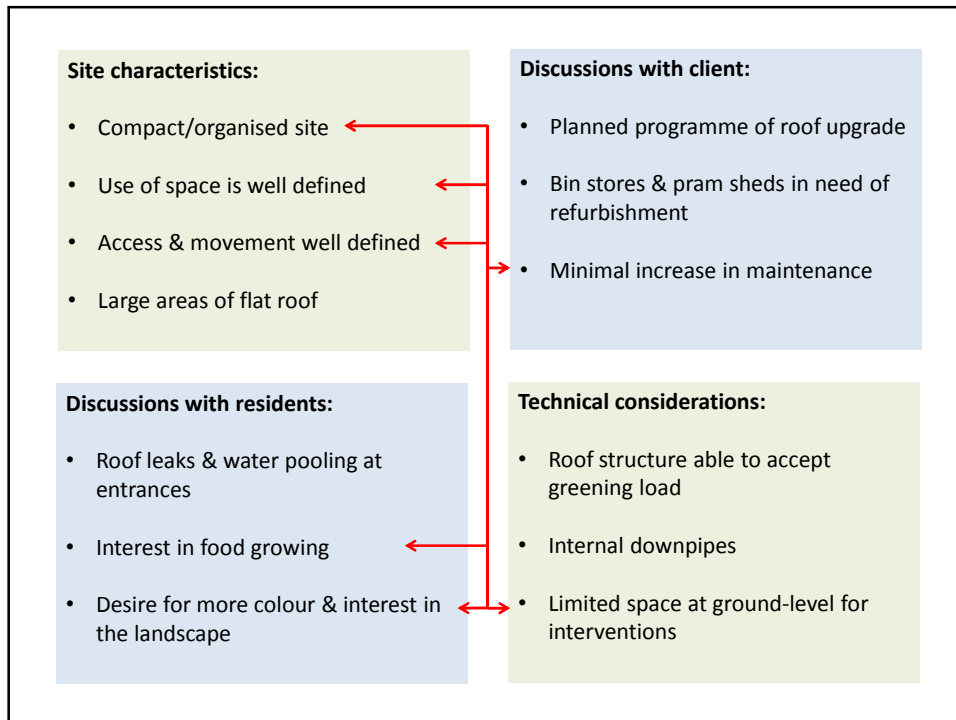 Site characteristics:
• Compact/organised site
• Use of space is well defined
• Access & movement well defined
• Large areas of flat roof
Discussions with client:
• Planned programme of roof upgrade
• Bin stores & pram sheds in need of
refurbishment
• Minimal increase in maintenance
Discussions with residents:
• Roof leaks & water pooling at
entrances
• Interest in food growing
• Desire for more colour & interest in
the landscape
Technical considerations:
• Roof structure able to accept
greening load
• Internal downpipes
• Limited space at ground-level for
interventions